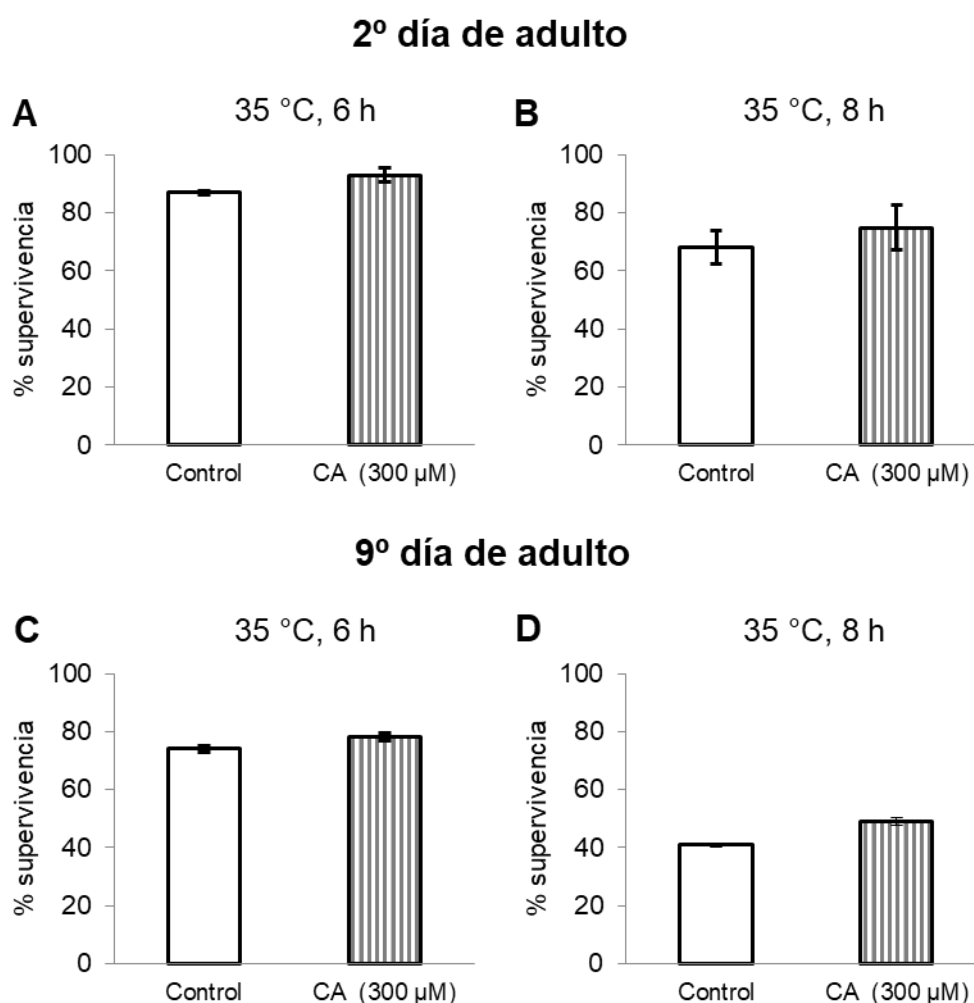 2º día de adulto
A
35 °C, 6 h
% supervivencia
100
80
60
40
20
0
Control
CA (300 µM)
B
35 °C, 8 h
% supervivencia
100
80
60
40
20
0
Control
CA (300 µM)
9º día de adulto
C
35 °C, 6 h
% supervivencia
100
80
60
40
20
0
Control
CA (300 µM)
D
35 °C, 8 h
% supervivencia
100
80
60
40
20
0
Control
CA (300 µM)